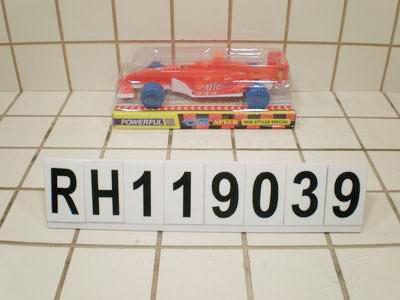 POWERFUL SPEED NEW STYLES SPECIAL
RH119039